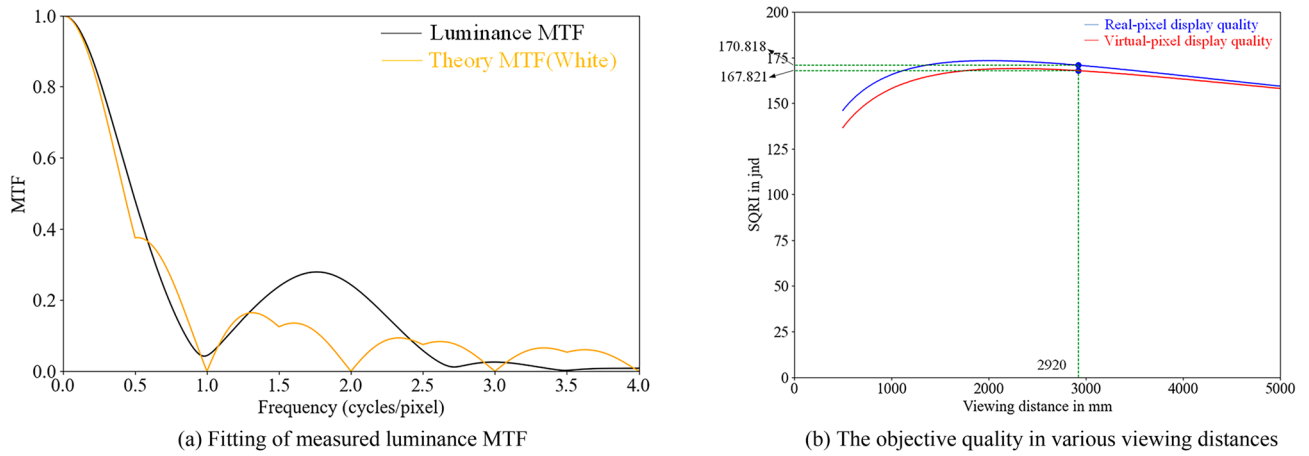 Luminance MTF
Theory MTF(White)
MTF
1.0
0.8
0.6
0.4
0.2
0.0
0.0 0.5 1.0 1.5 2.0 2.5 3.0 3.5 4.0
Frequency (cycles/pixel)
(a) Fitting of measured luminance MTF
Real-pixel display quality
Virtual-pixel display quality
170.818
167.821
SQRI in jnd
200
175
150
125
100
75
50
25
0
2920
0 1000 2000 3000 4000 5000
Viewing distance in mm
(b) The objective quality in various viewing distances